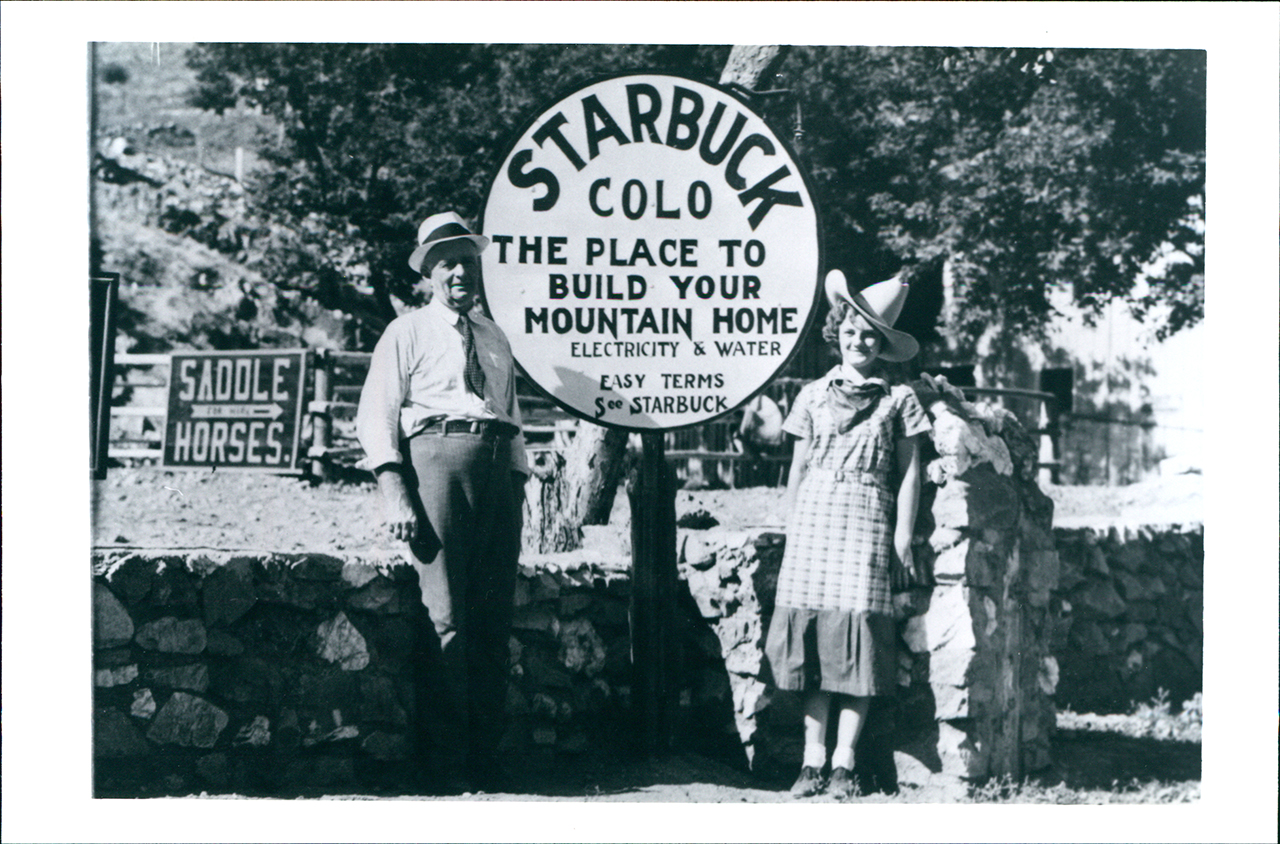 STARBUCK
COLO
THE PLACE TO
BUILD YOUR
MOUNTAIN HOME
ELECTRICITY & WATER
EASY TERMS
See STARBUCK
SADDLE
FOR HIRE
HORSES.